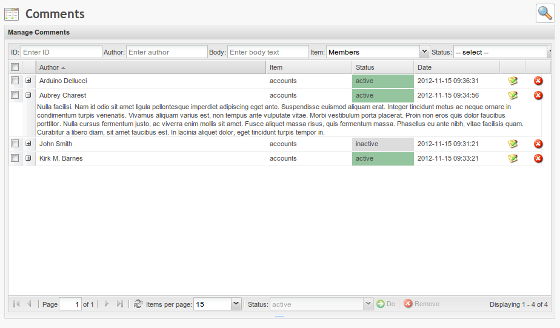 Comments
Manage Comments
ID: Enter ID Author: Enter author Body: Enter body text Item: Members Status: -- select --
Author Item Status Date
Arduino Dellucci accounts active 2012-11-15 09:36:31
Aubrey Charest accounts active 2012-11-15 09:34:56
Nulla facilisi. Nam id odio sit amet ligula pellentesque imperdiet adipiscing eget ante. Suspendisse euismod aliquam erat. Integer tincidunt metus ac neque ornare in
condimentum turpis venenatis. Vivamus aliquam varius est, non tempus ante vulputate vitae. Morbi vestibulum porta placerat. Proin non eros quis dolor faucibus
porttitor. Nulla cursus fermentum justo, ac viverra enim mollis sit amet. Fusce aliquet massa risus, quis fermentum massa. Phasellus eu ante nibh, vitae facilisis quam.
Curabitur a libero diam, sit amet faucibus est. In lacinia aliquet dolor, eget tincidunt turpis tempor in.
John Smith accounts inactive 2012-11-15 09:31:21
Kirk M. Barnes accounts active 2012-11-15 09:33:21
Page 1 of 1 Items per page: 15 Status: active Do Remove Displaying 1 - 4 of 4